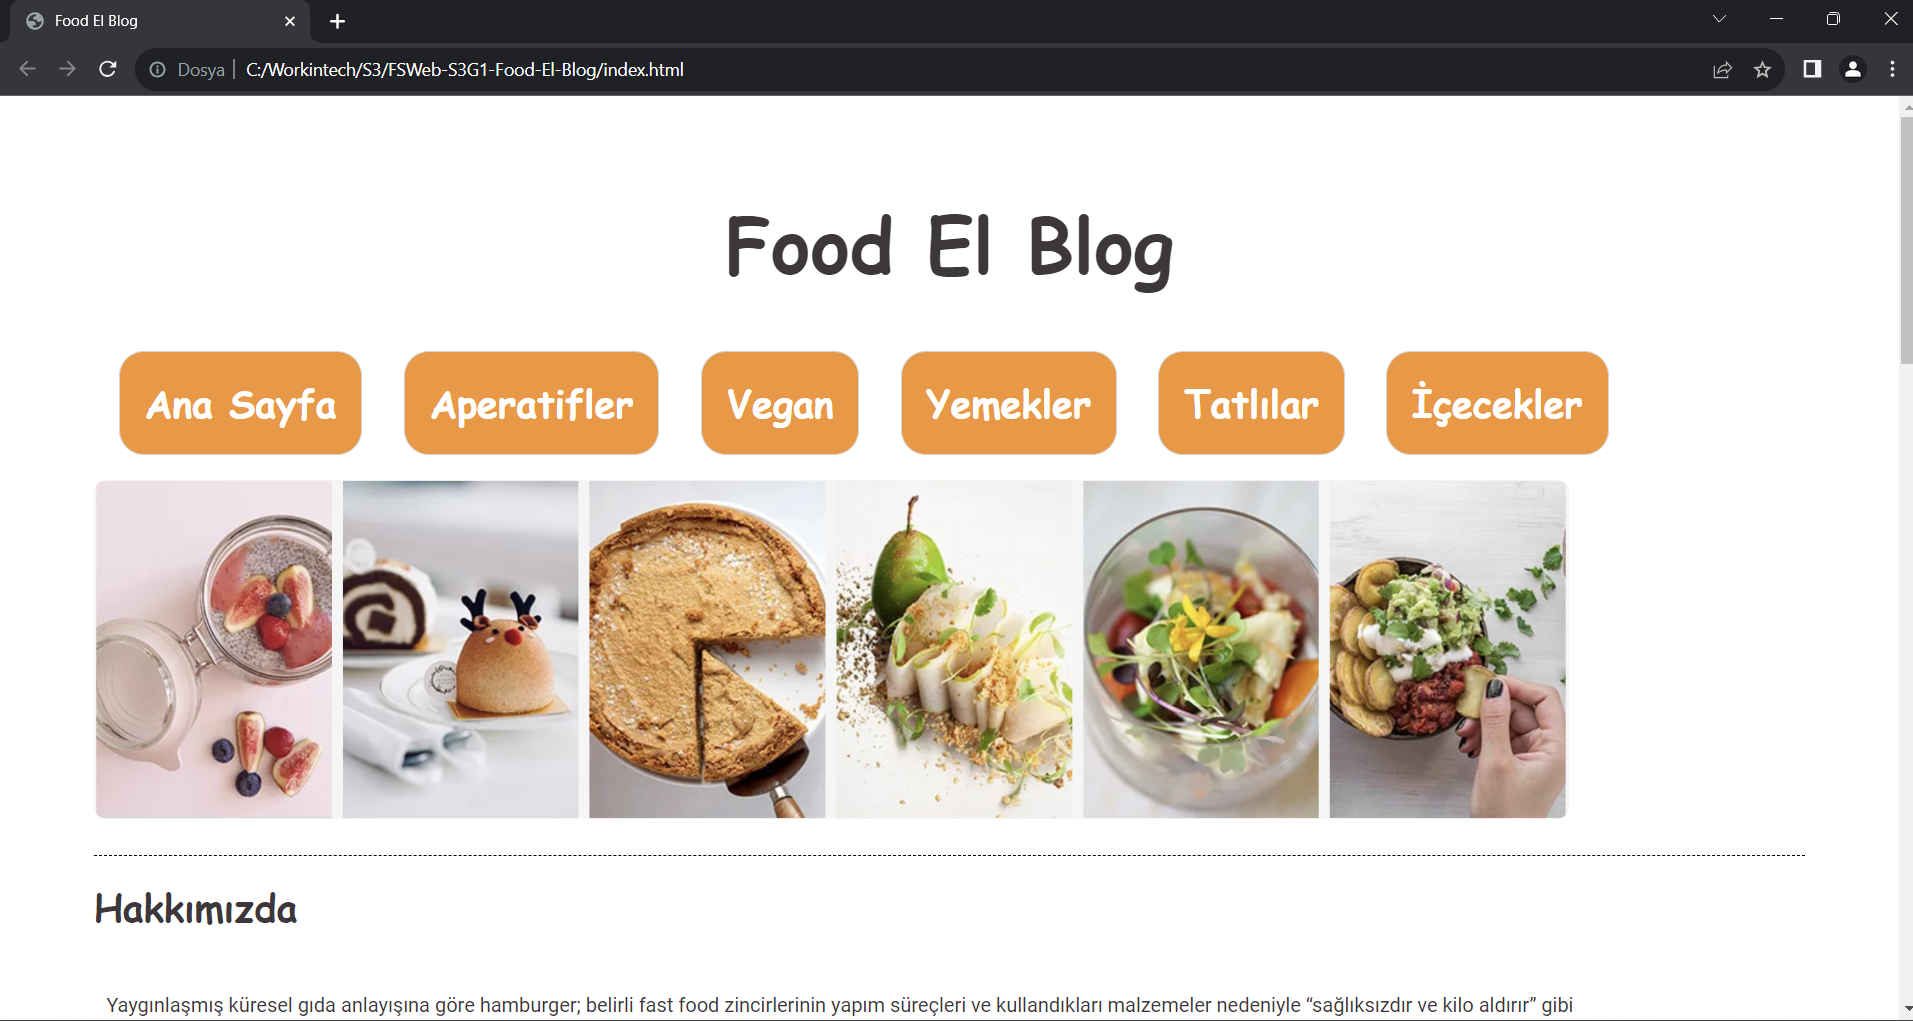 Food El Blog
Dosya | C:/Workintech/S3/FSWeb-S3G1-Food-El-Blog/index.html
Food El Blog
Ana Sayfa Aperatifler Vegan Yemekler Tatlılar İçecekler
Hakkımızda
Yaygınlaşmış küresel gıda anlayışına göre hamburger; belirli fast food zincirlerinin yapım süreçleri ve kullandıkları malzemeler nedeniyle “sağlıksızdır ve kilo aldırır” gibi